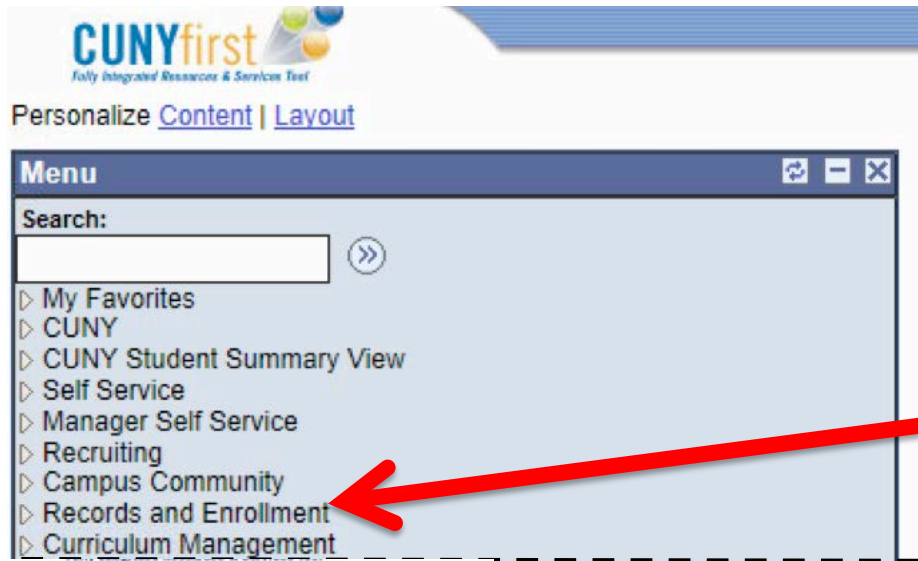 CUNYfirst
Fully Integrated Resources & Services Tool
Personalize Content | Layout
Menu
Search:
My Favorites
CUNY
CUNY Student Summary View
Self Service
Manager Self Service
Recruiting
Campus Community
Records and Enrollment
Curriculum Management